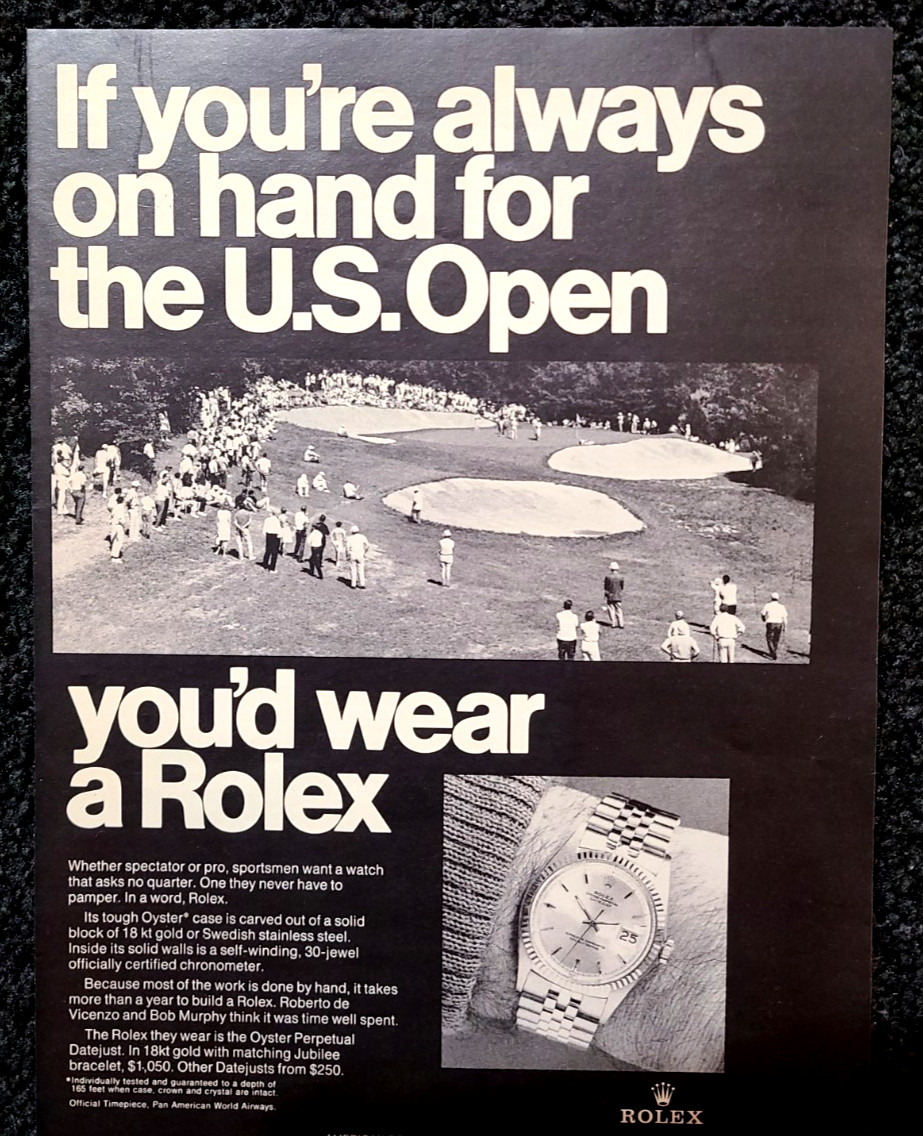 If you're always
on hand for
the U.S. Open
you'd wear
a Rolex
Whether spectator or pro, sportsmen want a watch
that asks no quarter. One they never have to
pamper. In a word, Rolex.
Its tough Oyster* case is carved out of a solid
block of 18 kt gold or Swedish stainless steel.
Inside its solid walls is a self-winding, 30-jewel
officially certified chronometer.
Because most of the work is done by hand, it takes
more than a year to build a Rolex. Roberto de
Vicenzo and Bob Murphy think it was time well spent.
The Rolex they wear is the Oyster Perpetual
Datejust. In 18kt gold with matching Jubilee
bracelet, $1,050. Other Datejusts from $250.
*Individually tested and guaranteed to a depth of
165 feet when case, crown and crystal are intact.
Official Timepiece, Pan American World Airways.
ROLEX
25
ROLEX